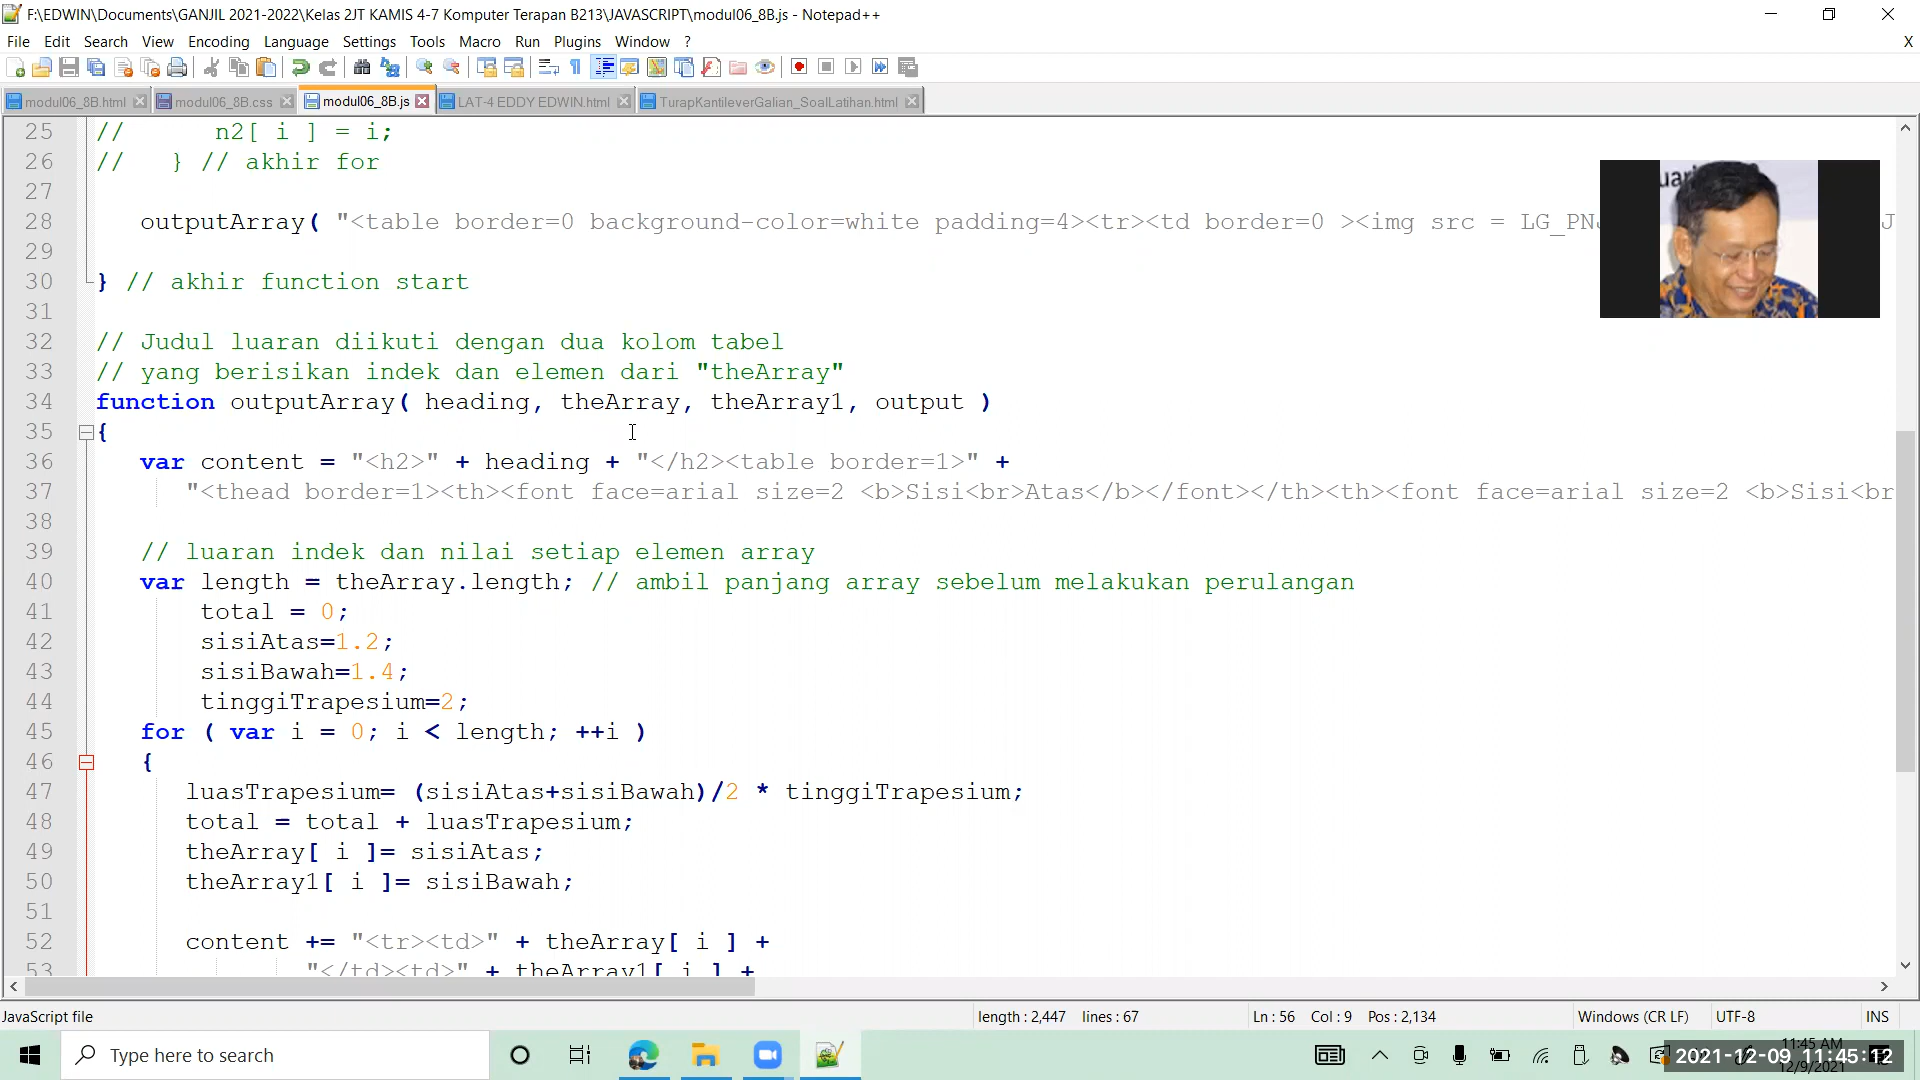 F:\EDWIN\Documents\GANJIL 2021-2022\Kelas 2JT KAMIS 4-7 Komputer Terapan B213\JAVASCRIPT\modul06_8B.js - Notepad++
File Edit Search View Encoding Language Settings Tools Macro Run Plugins Window ? X
modul06_8B.html modul06_8B.css modul06_8B.js LAT-4 EDDY EDWIN.html TurapKantileverGalian_SoalLatihan.html
25 // n2[ i ] = i;
26 // } // akhir for
27
28 outputArray( "<table border=0 background-color=white padding=4><tr><td border=0 ><img src = LG_PN
29
30 } // akhir function start
31
32 // Judul luaran diikuti dengan dua kolom tabel
33 // yang berisikan indek dan elemen dari "theArray"
34 function outputArray( heading, theArray, theArray1, output )
35 {
36 var content = "<h2>" + heading + "</h2><table border=1>" +
37 "<thead border=1><th><font face=arial size=2 <b>Sisi<br>Atas</b></font></th><th><font face=arial size=2 <b>Sisi<br
38
39 // luaran indek dan nilai setiap elemen array
40 var length = theArray.length; // ambil panjang array sebelum melakukan perulangan
41 total = 0;
42 sisiAtas=1.2;
43 sisiBawah=1.4;
44 tinggiTrapesium=2;
45 for ( var i = 0; i < length; ++i )
46 {
47 luasTrapesium= (sisiAtas+sisiBawah)/2 * tinggiTrapesium;
48 total = total + luasTrapesium;
49 theArray[ i ]= sisiAtas;
50 theArray1[ i ]= sisiBawah;
51
52 content += "<tr><td>" + theArray[ i ] +
53 "</td><td>" + theArray1[ i ] +
JavaScript file length : 2,447 lines : 67 Ln : 56 Col : 9 Pos : 2,134 Windows (CR LF) UTF-8 INS
Type here to search
11:45 AM
2021-12-09 11:45:12
12/9/2021